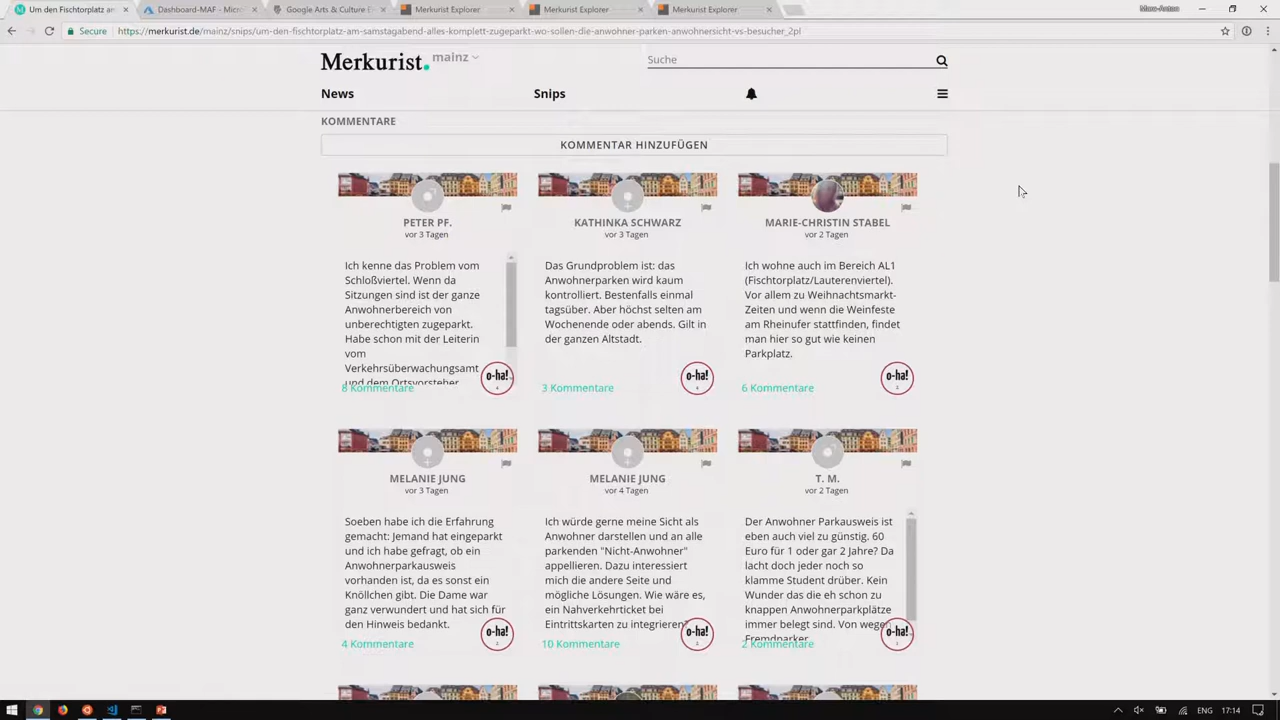 Um den Fischtorplatz am
Dashboard-MAF - Micr
Google Arts & Culture E
Merkurist Explorer
Merkurist Explorer
Merkurist Explorer
Secure
https://merkurist.de/mainz/snips/um-den-fischtorplatz-am-samstagabend-alles-komplett-zugeparkt-wo-sollen-die-anwohner-parken-anwohnersicht-vs-besucher_2pl
Merkurist. mainz
Suche
News
Snips
KOMMENTARE
KOMMENTAR HINZUFÜGEN
PETER PF.
vor 3 Tagen
Ich kenne das Problem vom
Schloßviertel. Wenn da
Sitzungen sind ist der ganze
Anwohnerbereich von
unberechtigten zugeparkt.
Habe schon mit der Leiterin
vom
Verkehrsüberwachungsamt
und dem Ortsvorsteher
8 Kommentare
o-ha!
KATHINKA SCHWARZ
vor 3 Tagen
Das Grundproblem ist: das
Anwohnerparken wird kaum
kontrolliert. Bestenfalls einmal
tagsüber. Aber höchst selten am
Wochenende oder abends. Gilt in
der ganzen Altstadt.
3 Kommentare
o-ha!
MARIE-CHRISTIN STABEL
vor 2 Tagen
Ich wohne auch im Bereich AL1
(Fischtorplatz/Lauterenviertel).
Vor allem zu Weihnachtsmarkt-
Zeiten und wenn die Weinfeste
am Rheinufer stattfinden, findet
man hier so gut wie keinen
Parkplatz.
6 Kommentare
o-ha!
MELANIE JUNG
vor 3 Tagen
Soeben habe ich die Erfahrung
gemacht: Jemand hat eingeparkt
und ich habe gefragt, ob ein
Anwohnerparkausweis
vorhanden ist, da es sonst ein
Knöllchen gibt. Die Dame war
ganz verwundert und hat sich für
den Hinweis bedankt.
4 Kommentare
o-ha!
MELANIE JUNG
vor 4 Tagen
Ich würde gerne meine Sicht als
Anwohner darstellen und an alle
parkenden "Nicht-Anwohner"
appellieren. Dazu interessiert
mich die andere Seite und
mögliche Lösungen. Wie wäre es,
ein Nahverkehrticket bei
Eintrittskarten zu integrieren?
10 Kommentare
o-ha!
T. M.
vor 2 Tagen
Der Anwohner Parkausweis ist
eben auch viel zu günstig. 60
Euro für 1 oder gar 2 Jahre? Da
lacht doch jeder noch so
klamme Student drüber. Kein
Wunder das die eh schon zu
knappen Anwohnerparkplätze
immer belegt sind. Von wegen
Fremdparker
2 Kommentare
o-ha!
ENG
17:14